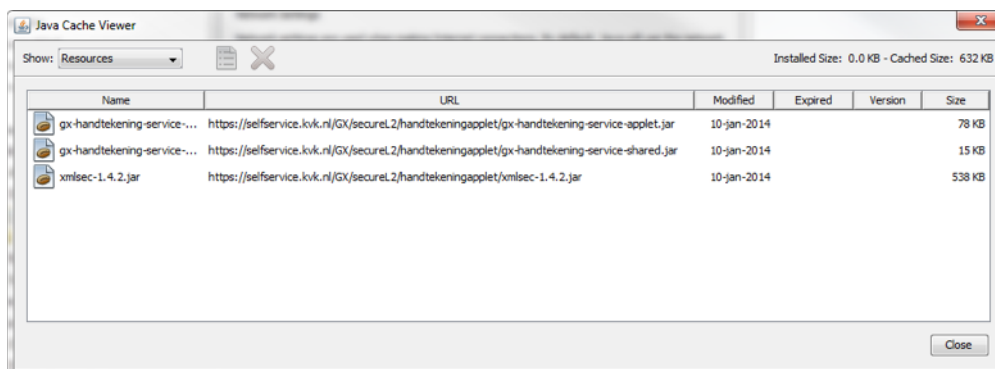 Java Cache Viewer
Show: Resources
Installed Size: 0.0 KB - Cached Size: 632 KB
Name URL Modified Expired Version Size
gx-handtekening-service-... https://selfservice.kvk.nl/GX/secureL2/handtekeningapplet/gx-handtekening-service-applet.jar 10-jan-2014 78 KB
gx-handtekening-service-... https://selfservice.kvk.nl/GX/secureL2/handtekeningapplet/gx-handtekening-service-shared.jar 10-jan-2014 15 KB
xmlsec-1.4.2.jar https://selfservice.kvk.nl/GX/secureL2/handtekeningapplet/xmlsec-1.4.2.jar 10-jan-2014 538 KB
Close